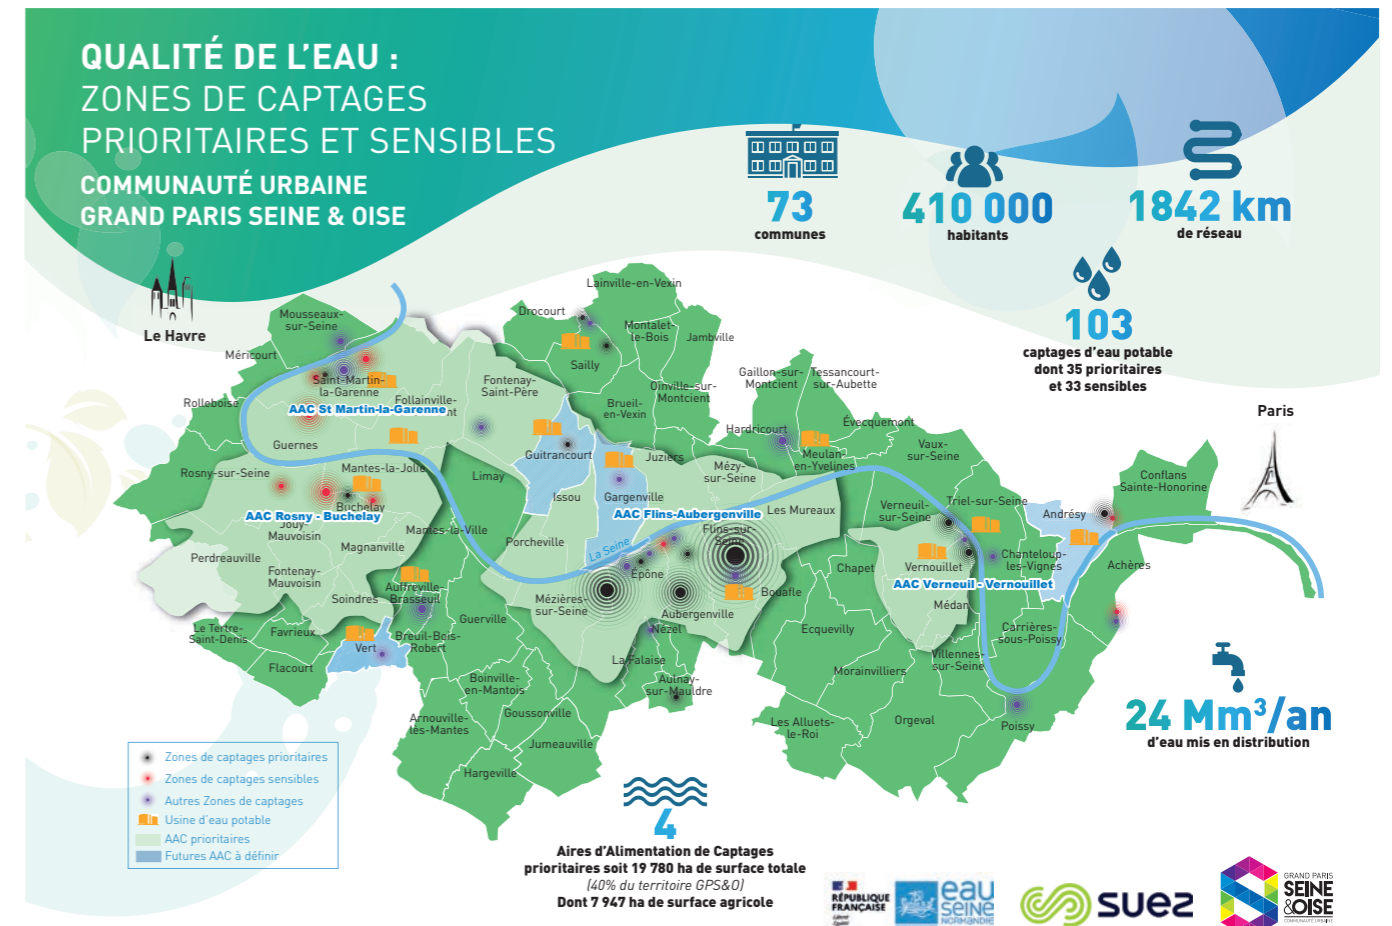 QUALITÉ DE L'EAU :
ZONES DE CAPTAGES
PRIORITAIRES ET SENSIBLES
COMMUNAUTÉ URBAINE
GRAND PARIS SEINE & OISE
73
communes
410 000
habitants
1842 km
de réseau
103
captages d'eau potable
dont 35 prioritaires
et 33 sensibles
Le Havre
Paris
Mousseaux-
sur-Seine
Méricourt
Rolleboise
Saint-Martin-
la-Garenne
AAC St Martin-la-Garenne
Follainville-
Guernes
Fontenay-
Saint-Père
Drocourt
Lainville-en-Vexin
Montalet-
le-Bois
Jambville
Sailly
Oinville-sur-
Montcient
Brueil-
en-Vexin
Gaillon-sur-
Montcient
Tessancourt-
sur-Aubette
Hardricourt
Évecquemont
Meulan-
en-Yvelines
Vaux-
sur-Seine
Conflans
Sainte-Honorine
Rosny-sur-Seine
Mantes-la-Jolie
Buchelay
AAC Rosny - Buchelay
Jouy-
Mauvoisin
Magnanville
Mantes-la-Ville
Limay
Guitrancourt
Issou
Gargenville
Juziers
Mézy-
sur-Seine
AAC Flins-Aubergenville
Les Mureaux
Flins-sur-
Seine
Porcheville
La Seine
Épône
Verneuil-
sur-Seine
Triel-sur-Seine
Andrésy
Vernouillet
Chanteloup-
les-Vignes
AAC Verneuil - Vernouillet
Achères
Chapet
Médan
Perdreauville
Fontenay-
Mauvoisin
Soindres
Auffreville-
Brasseuil
Guerville
Mézières-
sur-Seine
Aubergenville
Bouafle
Ecquevilly
Carrières-
sous-Poissy
Villennes-
sur-Seine
Morainvilliers
Le Tertre-
Saint-Denis
Favrieux
Vert
Breuil-Bois-
Robert
Flacourt
Nézel
La Falaise
Aulnay-
sur-Mauldre
Boinville-
en-Mantois
Goussonville
Arnouville-
lès-Mantes
Jumeauville
Hargeville
Les Alluets-
le-Roi
Orgeval
Poissy
24 Mm³/an
d'eau mis en distribution
Zones de captages prioritaires
Zones de captages sensibles
Autres Zones de captages
Usine d'eau potable
AAC prioritaires
Futures AAC à définir
4
Aires d'Alimentation de Captages
prioritaires soit 19 780 ha de surface totale
(40% du territoire GPS&O)
Dont 7 947 ha de surface agricole
RÉPUBLIQUE
FRANÇAISE
Liberté
Égalité
eau
SEINE
NORMANDIE
suez
GRAND PARIS
SEINE
&OISE
COMMUNAUTÉ URBAINE